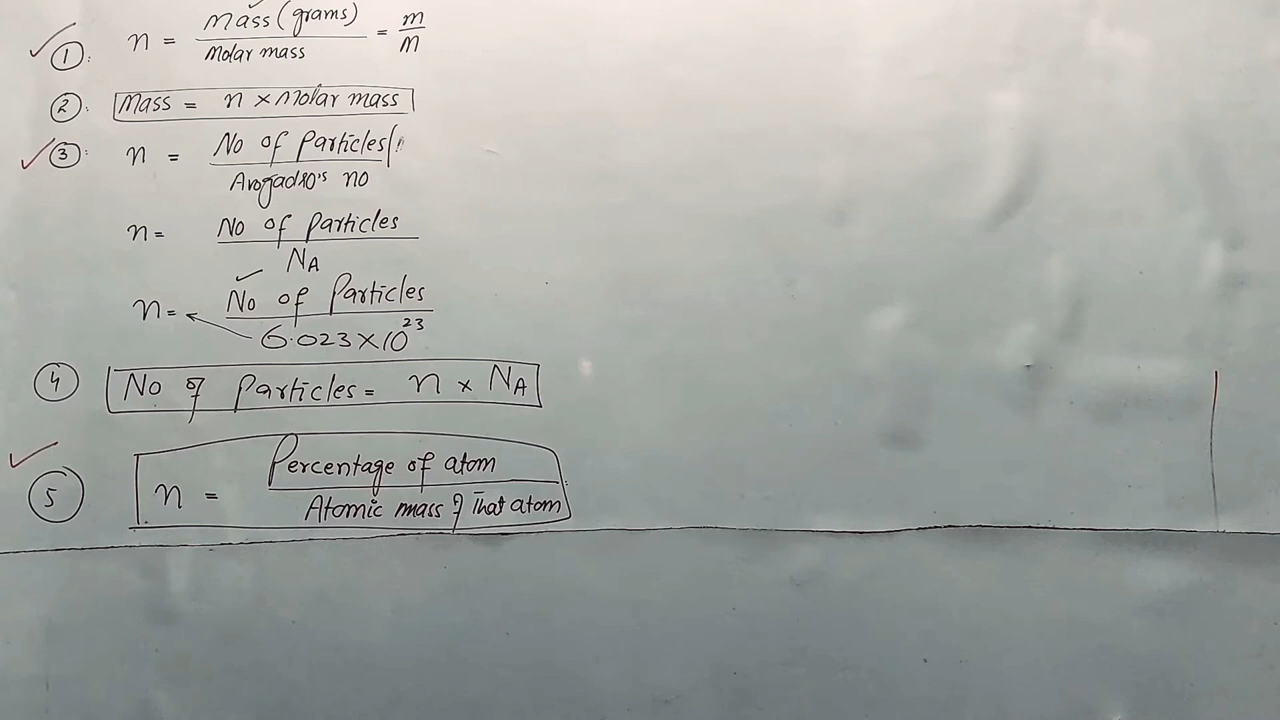 ① : n = Mass (grams) / Molar mass = m / M
② : Mass = n × Molar mass
③ : n = No of Particles / Avogadro's no
n = No of Particles / NA
n = No of Particles / 6.023 × 10²³
④ No of Particles = n × NA
⑤ n = Percentage of atom / Atomic mass of That atom